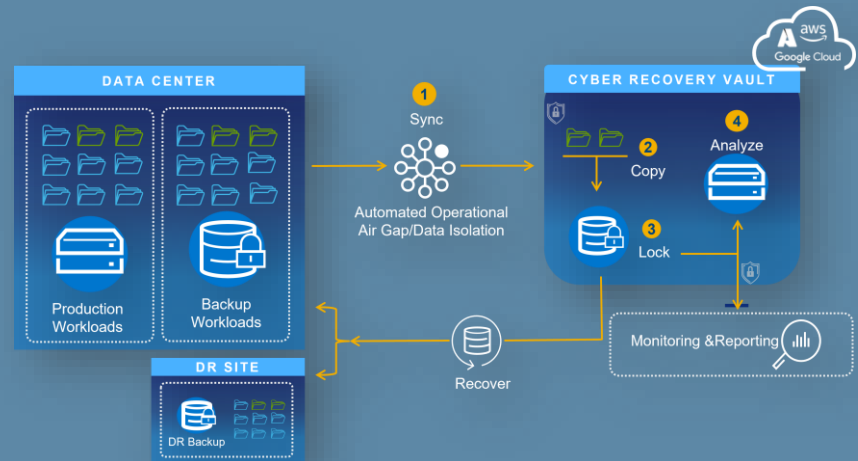 aws
Google Cloud
DATA CENTER
CYBER RECOVERY VAULT
1
Sync
4
Analyze
2
Copy
Automated Operational
Air Gap/Data Isolation
3
Lock
Production
Workloads
Backup
Workloads
Monitoring &Reporting
DR SITE
Recover
DR Backup